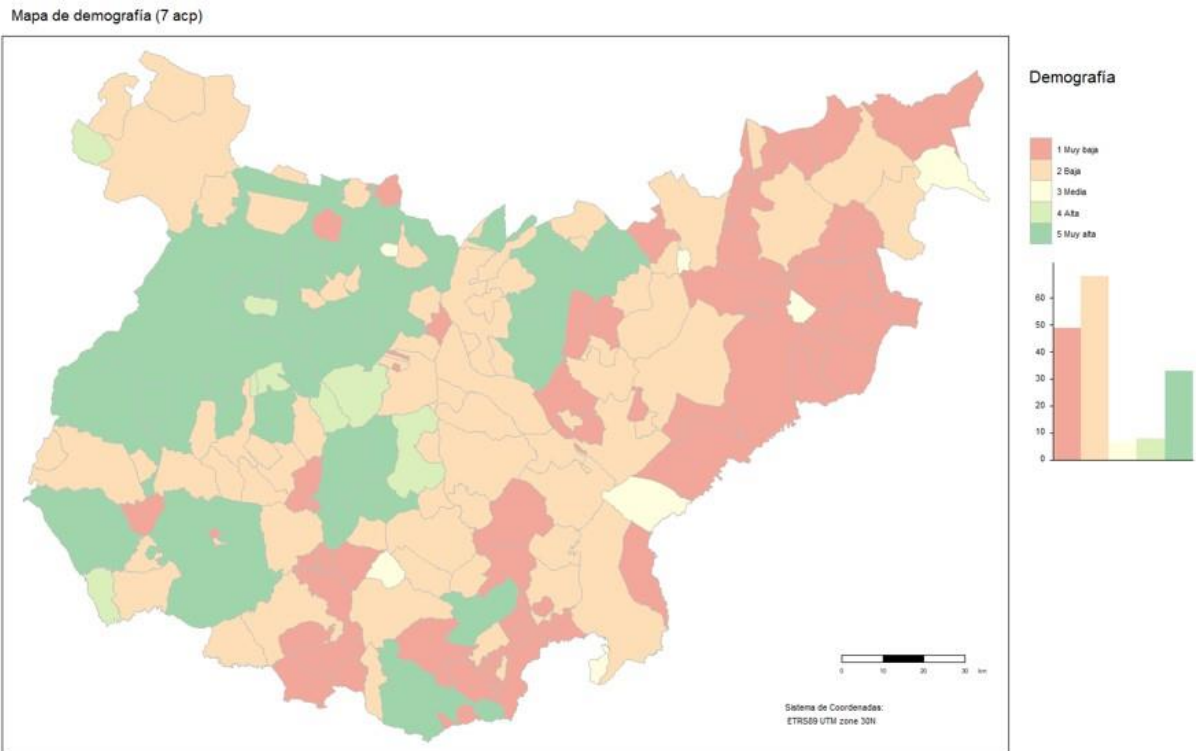 Mapa de demografía (7 acp)
Demografía
1 Muy baja
2 Baja
3 Media
4 Alta
5 Muy alta
60
50
40
30
20
10
0
0 10 20 30 km
Sistema de Coordenadas:
ETRS89 UTM zone 30N